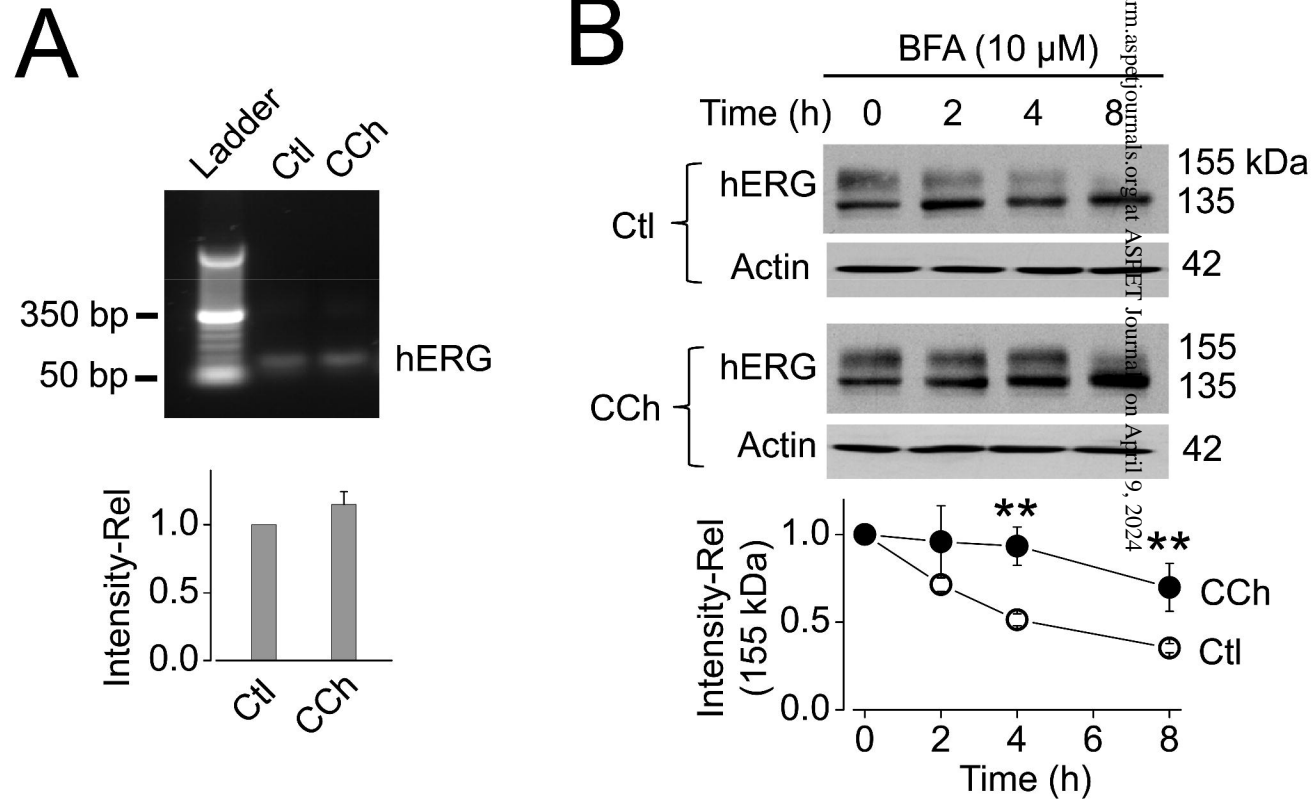 A
Ladder
Ctl
CCh
350 bp
50 bp
hERG
Intensity-Rel
1.0
0.5
0.0
Ctl
CCh
B
BFA (10 µM)
Time (h) 0 2 4 8
Ctl
hERG
155 kDa
135
Actin
42
CCh
hERG
155
135
Actin
42
Intensity-Rel
(155 kDa)
1.0
0.5
0.0
**
**
CCh
Ctl
0 2 4 6 8
Time (h)
rm.aspetjournals.org at ASPET Journals on April 9, 2024